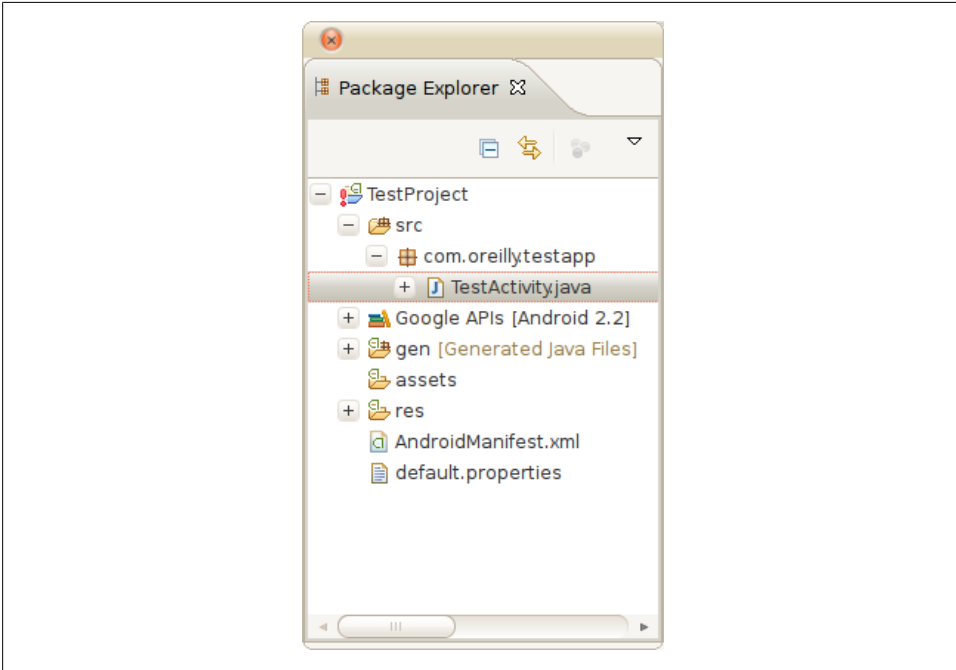 Package Explorer
TestProject
src
com.oreilly.testapp
TestActivity.java
Google APIs [Android 2.2]
gen [Generated Java Files]
assets
res
AndroidManifest.xml
default.properties